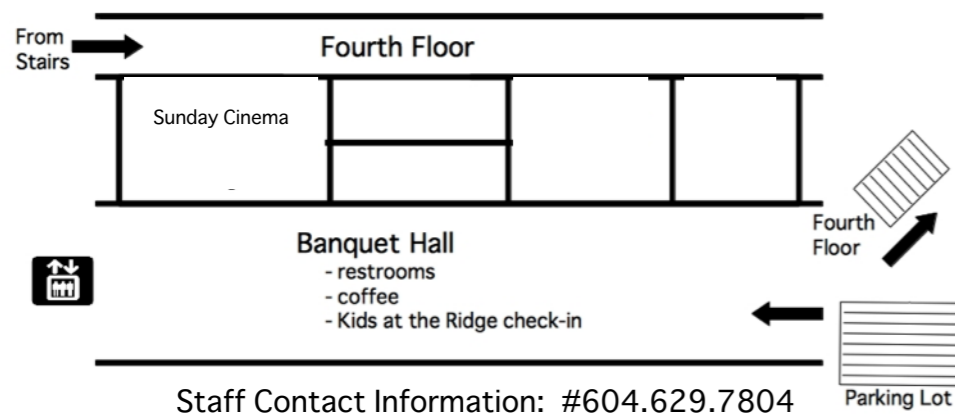 From
Stairs
Fourth Floor
Sunday Cinema
Fourth
Floor
Banquet Hall
- restrooms
- coffee
- Kids at the Ridge check-in
Parking Lot
Staff Contact Information: #604.629.7804